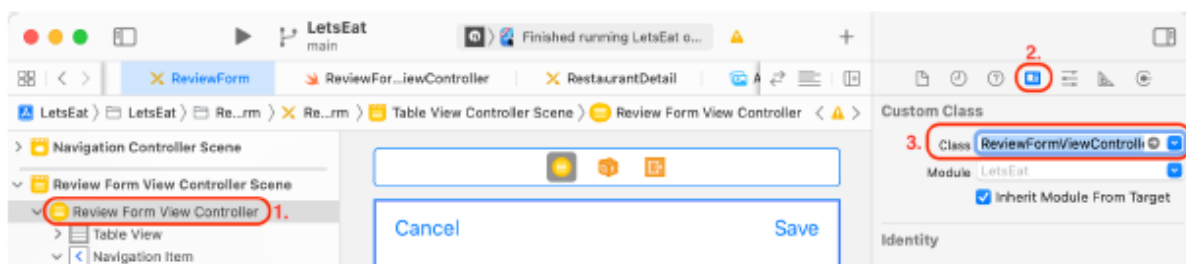 LetsEat
main
Finished running LetsEat o...
2.
ReviewForm
ReviewFor...iewController
RestaurantDetail
A
LetsEat
LetsEat
Re...rm
Re...rm
Table View Controller Scene
Review Form View Controller
Custom Class
3.
Class ReviewFormViewControll
Module LetsEat
Inherit Module From Target
Identity
Navigation Controller Scene
Review Form View Controller Scene
Review Form View Controller
1.
Table View
Navigation Item
Cancel
Save